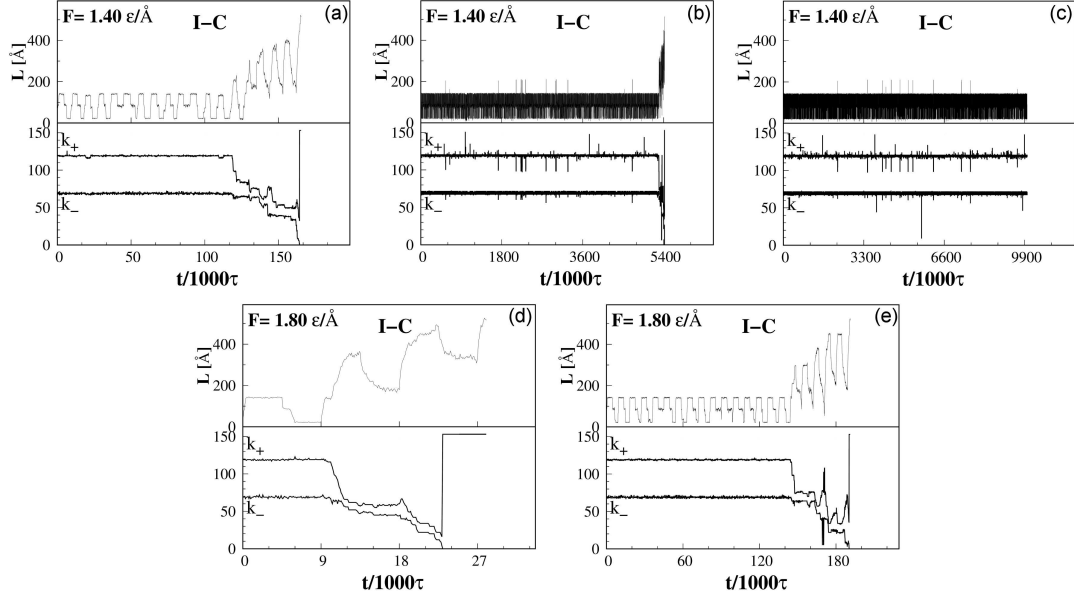 F= 1.40 ε/Å I−C (a)
L [Å]
400
200
0
k+
k−
150
100
50
0
0 50 100 150
t/1000τ
F= 1.40 ε/Å I−C (b)
L [Å]
400
200
0
k+
k−
150
100
50
0
0 1800 3600 5400
t/1000τ
F= 1.40 ε/Å I−C (c)
L [Å]
400
200
0
k+
k−
150
100
50
0
0 3300 6600 9900
t/1000τ
F= 1.80 ε/Å I−C (d)
L [Å]
400
200
0
k+
k−
150
100
50
0
0 9 18 27
t/1000τ
F= 1.80 ε/Å I−C (e)
L [Å]
400
200
0
k+
k−
150
100
50
0
0 60 120 180
t/1000τ